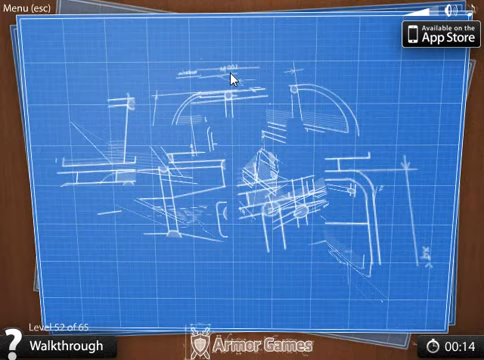 Menu (esc)
Available on the
App Store
Level 52 of 65
Walkthrough
Armor Games
00:14